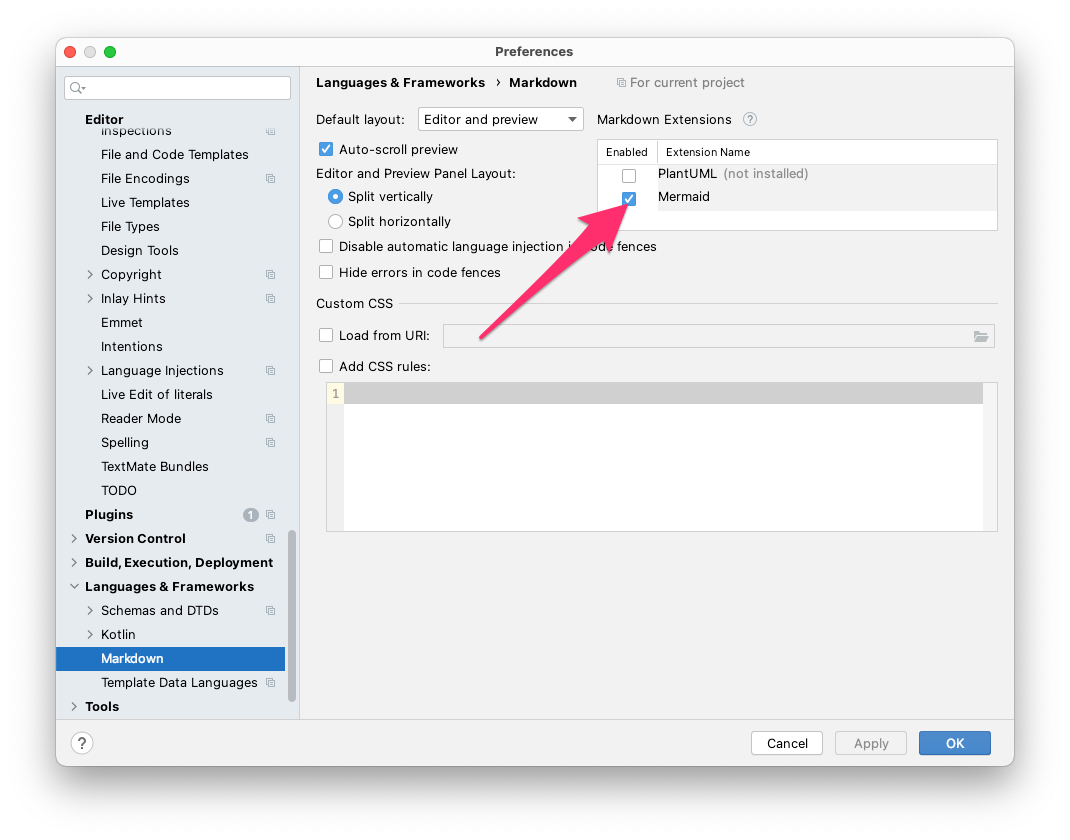 Preferences
Editor
Inspections
File and Code Templates
File Encodings
Live Templates
File Types
Design Tools
Copyright
Inlay Hints
Emmet
Intentions
Language Injections
Live Edit of literals
Reader Mode
Spelling
TextMate Bundles
TODO
Plugins 1
Version Control
Build, Execution, Deployment
Languages & Frameworks
Schemas and DTDs
Kotlin
Markdown
Template Data Languages
Tools
Languages & Frameworks › Markdown For current project
Default layout: Editor and preview
Auto-scroll preview
Editor and Preview Panel Layout:
Split vertically
Split horizontally
Markdown Extensions ?
Enabled Extension Name
PlantUML (not installed)
Mermaid
Disable automatic language injection in code fences
Hide errors in code fences
Custom CSS
Load from URI:
Add CSS rules:
1
? Cancel Apply OK